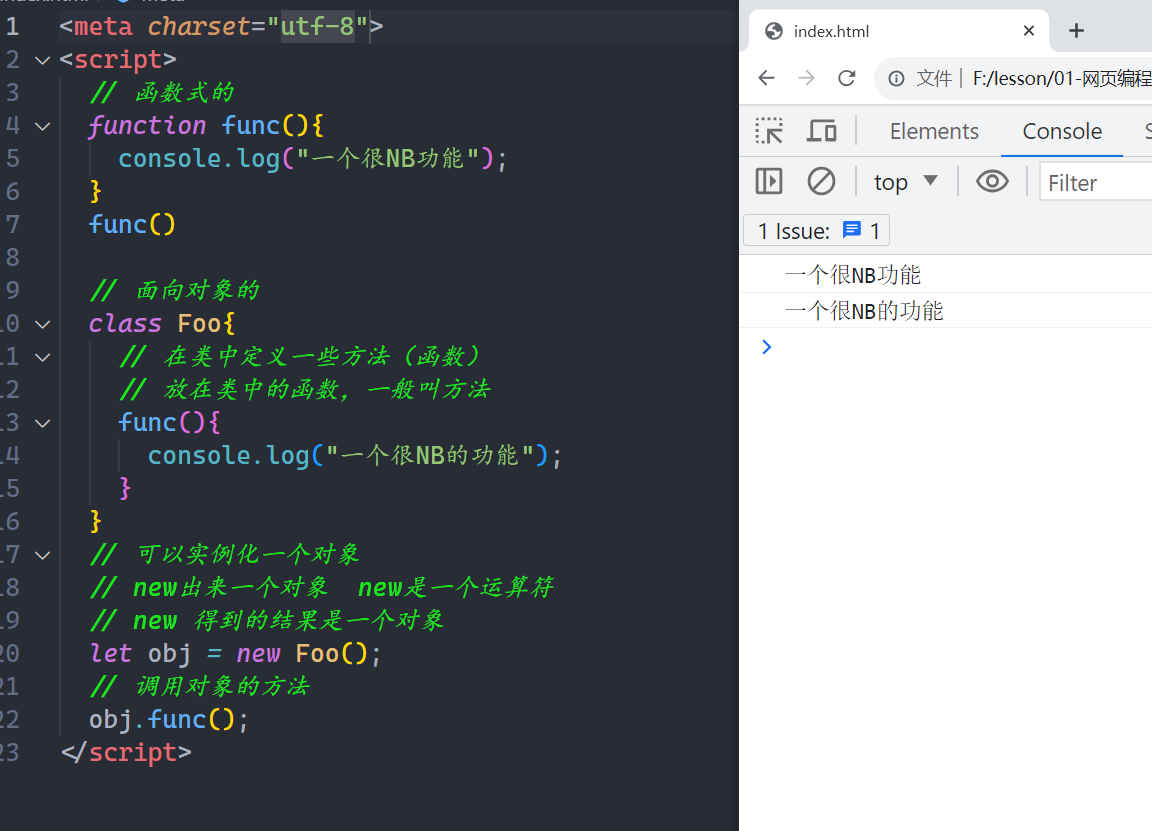 1 <meta charset="utf-8">
2 <script>
3 // 函数式的
4 function func(){
5 console.log("一个很NB功能");
6 }
7 func()
8
9 // 面向对象的
10 class Foo{
11 // 在类中定义一些方法（函数）
12 // 放在类中的函数，一般叫方法
13 func(){
14 console.log("一个很NB的功能");
15 }
16 }
17 // 可以实例化一个对象
18 // new出来一个对象  new是一个运算符
19 // new 得到的结果是一个对象
20 let obj = new Foo();
21 // 调用对象的方法
22 obj.func();
23 </script>
index.html
文件 | F:/lesson/01-网页编程
Elements Console S
top Filter
1 Issue: 1
一个很NB功能
一个很NB的功能